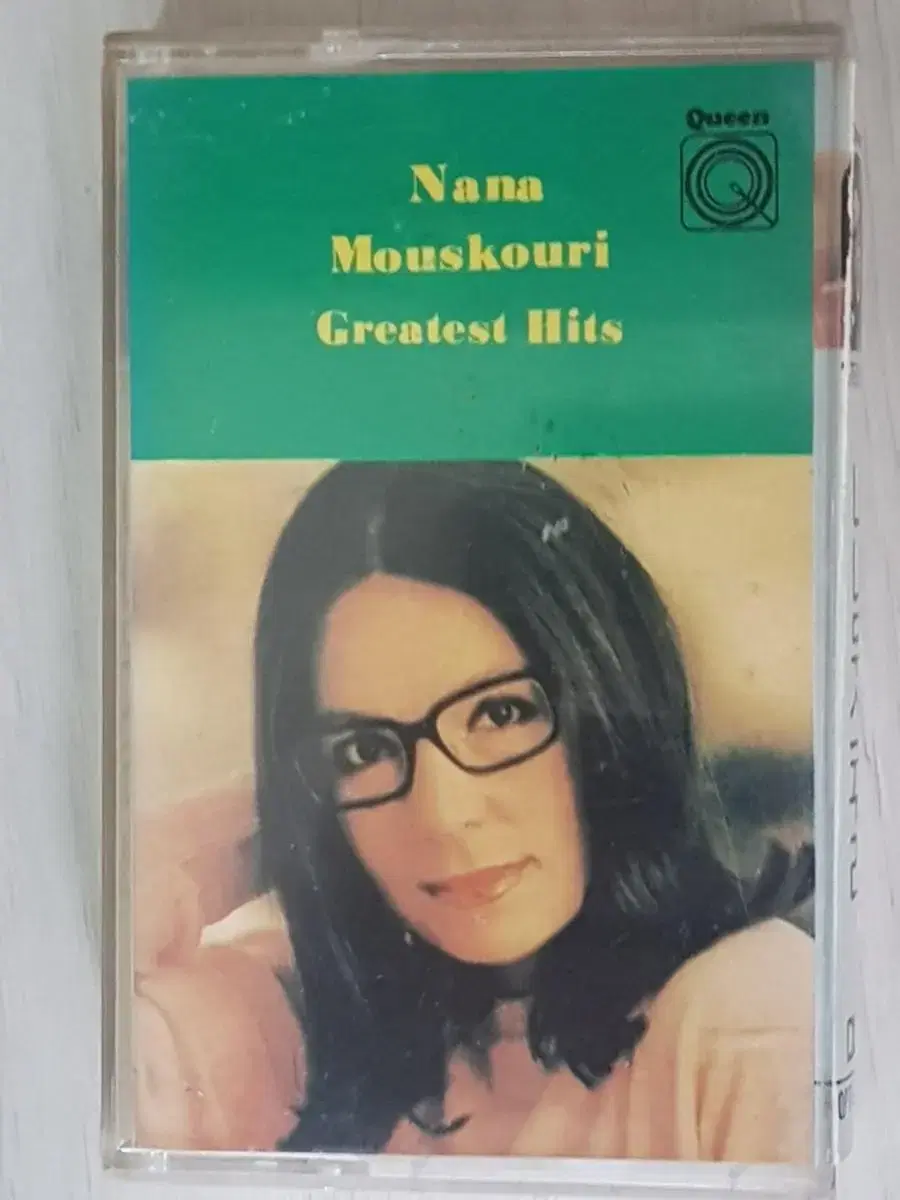 Queen
Nana
Mouskouri
Greatest Hits